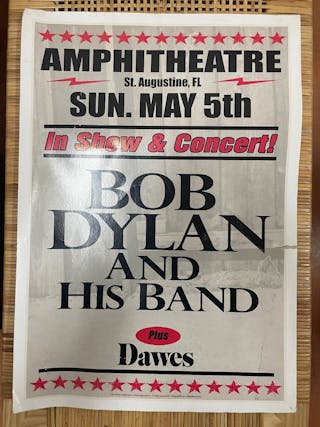 AMPHITHEATRE
St. Augustine, FL
SUN. MAY 5th
In Show & Concert!
BOB
DYLAN
AND
HIS BAND
Plus
Dawes